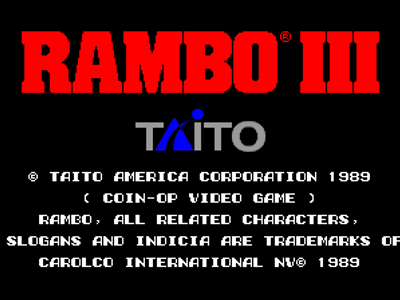 RAMBO® III
TAITO
© TAITO AMERICA CORPORATION 1989
( COIN-OP VIDEO GAME )
RAMBO, ALL RELATED CHARACTERS,
SLOGANS AND INDICIA ARE TRADEMARKS OF
CAROLCO INTERNATIONAL NV® 1989